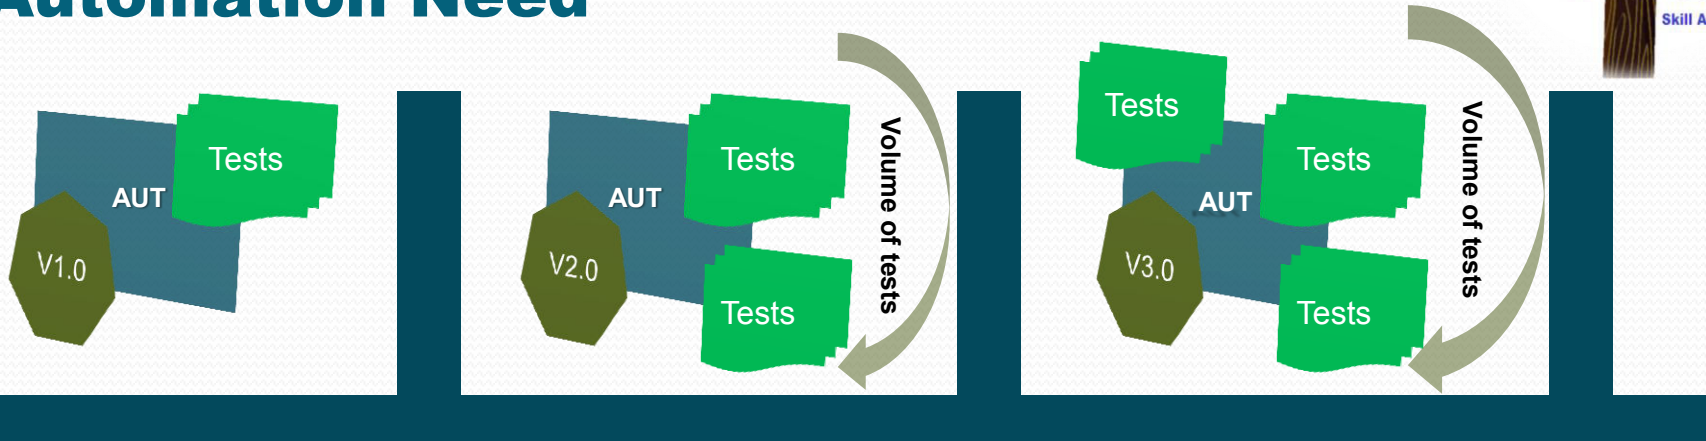 Automation Need
Skill A
Tests
AUT
V1.0
Tests
AUT
V2.0
Tests
Volume of tests
Tests
Tests
AUT
V3.0
Tests
Volume of tests